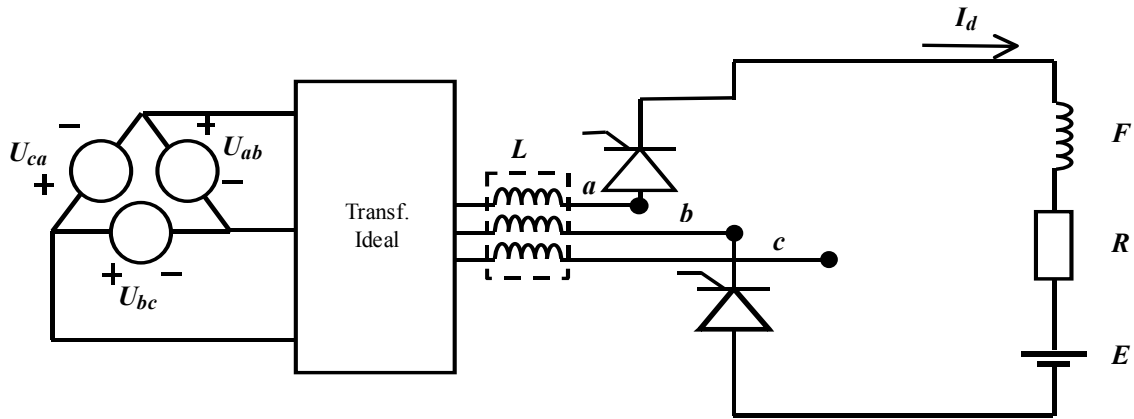 I_d
−
+
U_ca
U_ab
+
−
+
−
U_bc
Transf.
Ideal
L
a
b
c
F
R
E